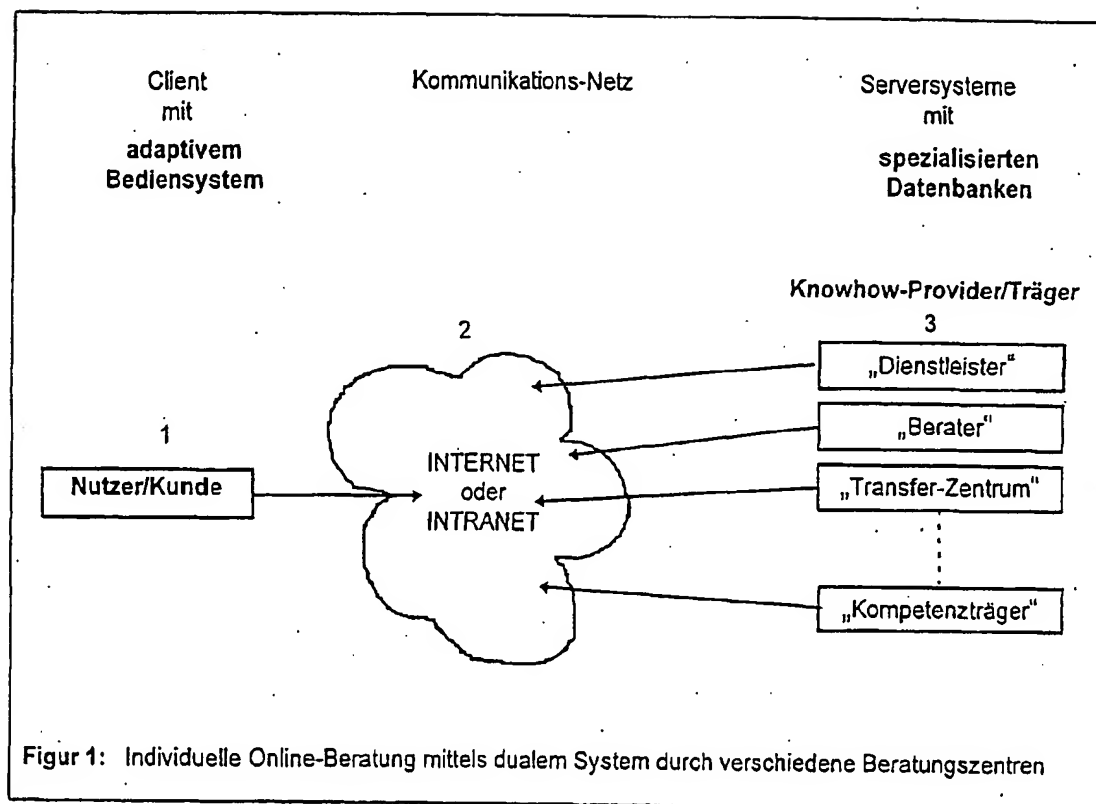 Client
mit
adaptivem
Bediensystem
Kommunikations-Netz
Serversysteme
mit
spezialisierten
Datenbanken
Knowhow-Provider/Träger
3
„Dienstleister“
„Berater“
„Transfer-Zentrum“
„Kompetenzträger“
2
INTERNET
oder
INTRANET
1
Nutzer/Kunde
Figur 1: Individuelle Online-Beratung mittels dualem System durch verschiedene Beratungszentren